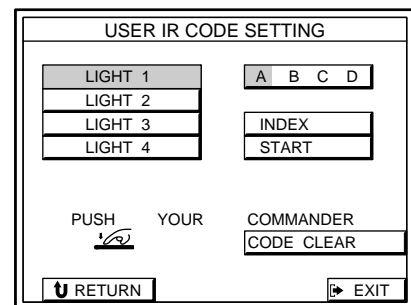 USER IR CODE SETTING
LIGHT 1
A B C D
LIGHT 2
LIGHT 3
INDEX
LIGHT 4
START
PUSH YOUR COMMANDER
CODE CLEAR
RETURN
EXIT